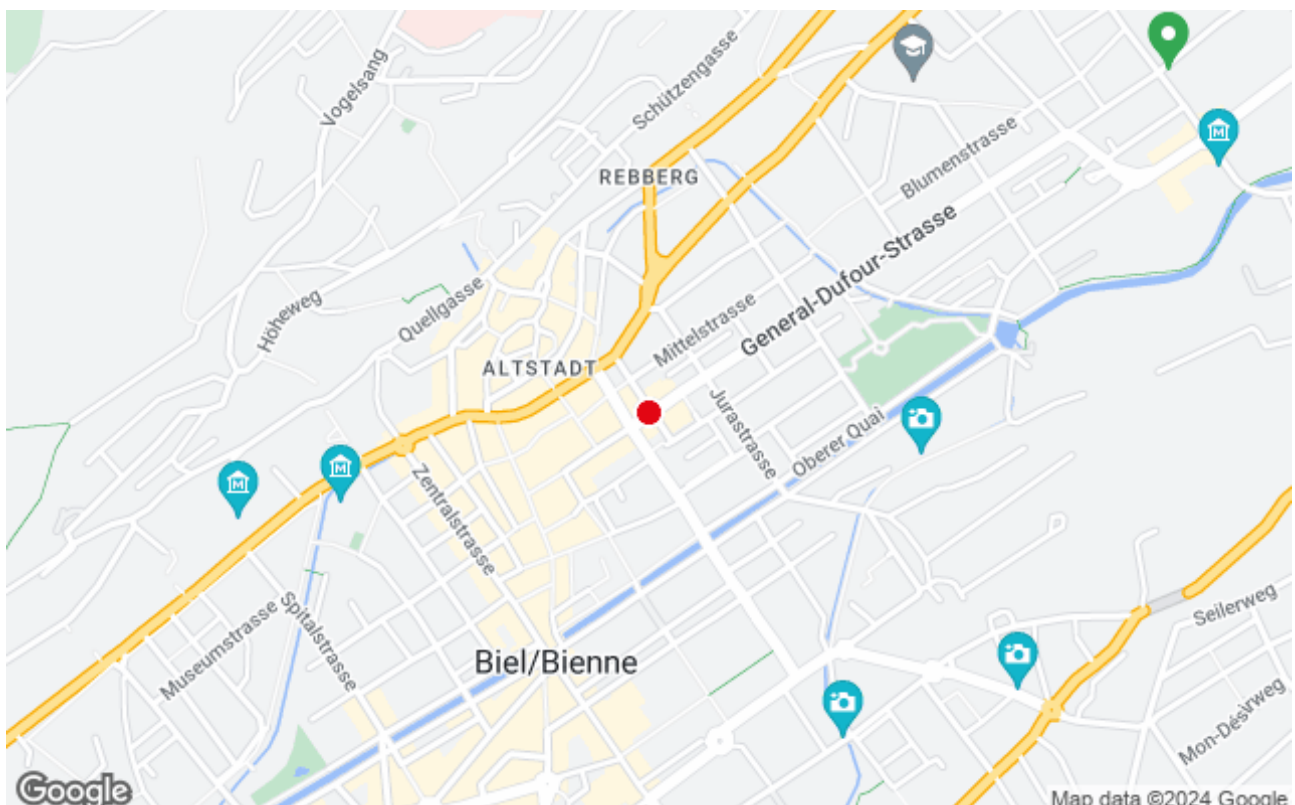 Vogelsang
Schützengasse
REBBERG
Blumenstrasse
General-Dufour-Strasse
Höheweg
Quellgasse
Mittelstrasse
ALTSTADT
Jurastrasse
Oberer Quai
Zentralstrasse
Museumstrasse
Spitalstrasse
Seilerweg
Biel/Bienne
Mon-Désirweg
Google
Map data ©2024 Google